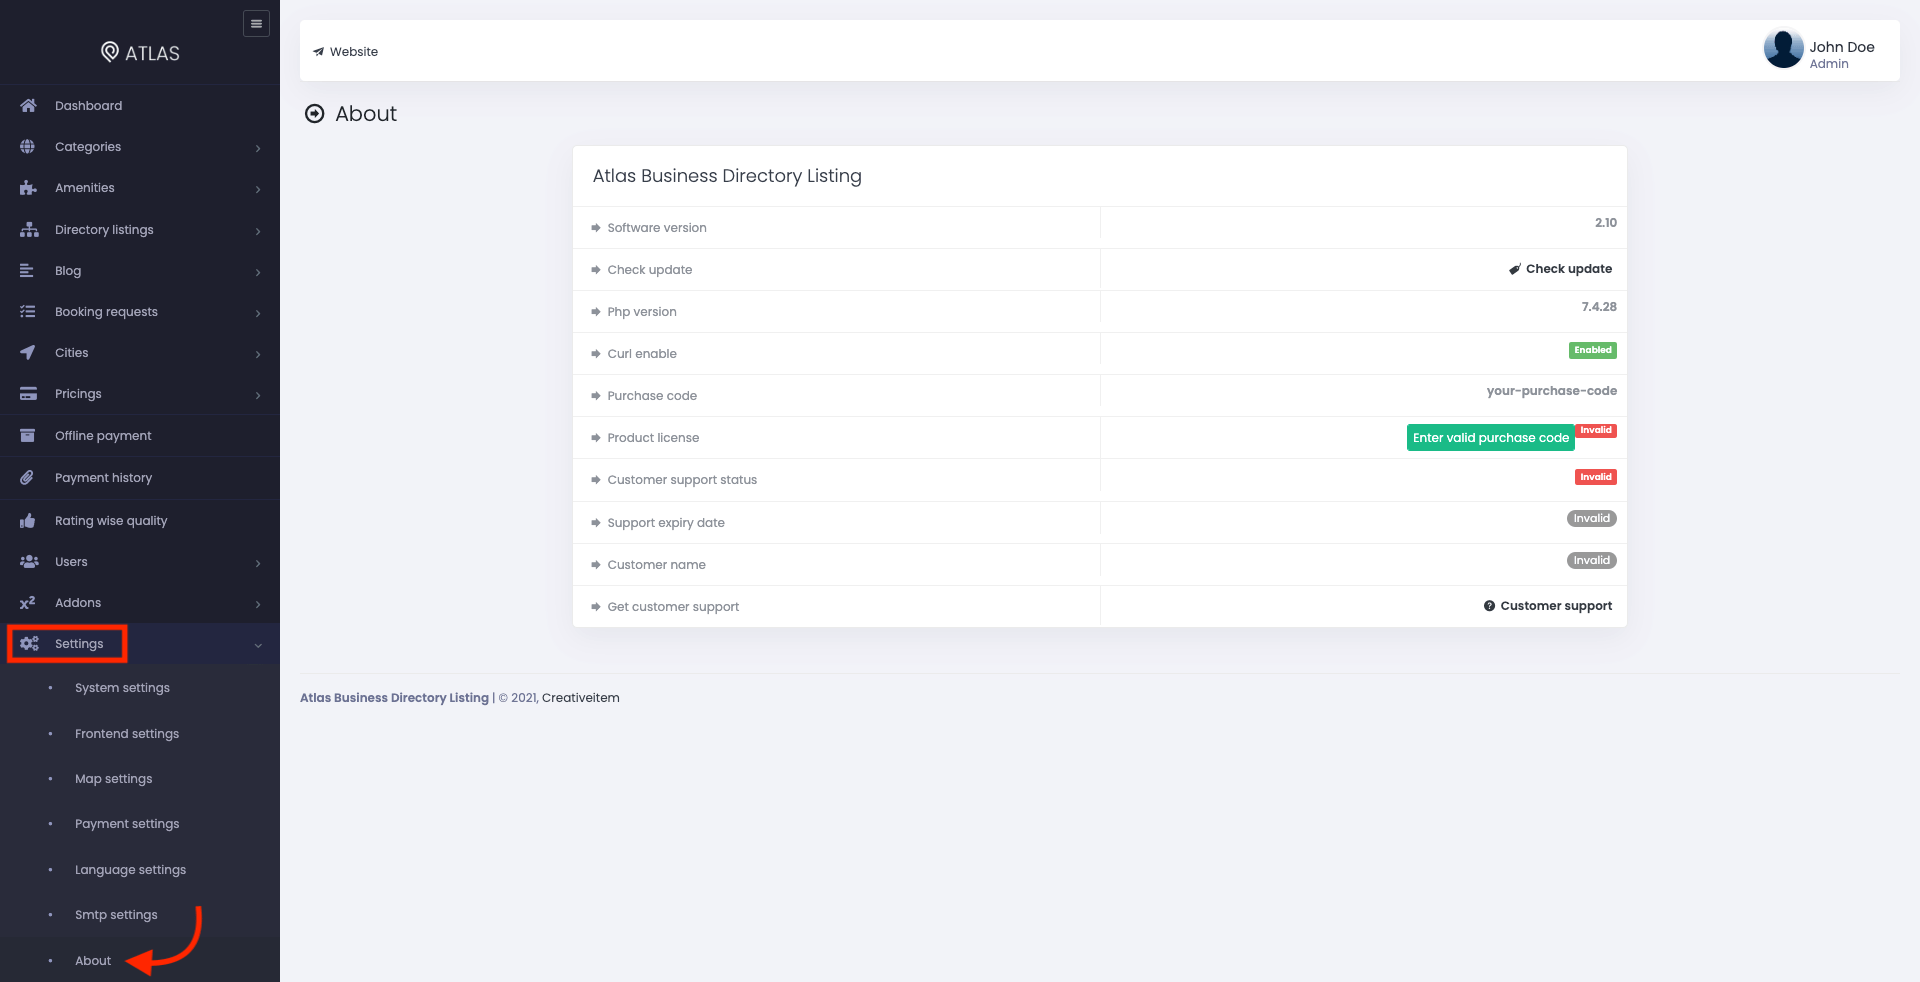 ATLAS
Dashboard
Categories
Amenities
Directory listings
Blog
Booking requests
Cities
Pricings
Offline payment
Payment history
Rating wise quality
Users
Addons
Settings
System settings
Frontend settings
Map settings
Payment settings
Language settings
Smtp settings
About
Website
John Doe
Admin
About
Atlas Business Directory Listing
Software version 2.10
Check update Check update
Php version 7.4.28
Curl enable Enabled
Purchase code your-purchase-code
Product license Enter valid purchase code Invalid
Customer support status Invalid
Support expiry date Invalid
Customer name Invalid
Get customer support Customer support
Atlas Business Directory Listing | © 2021, Creativeitem